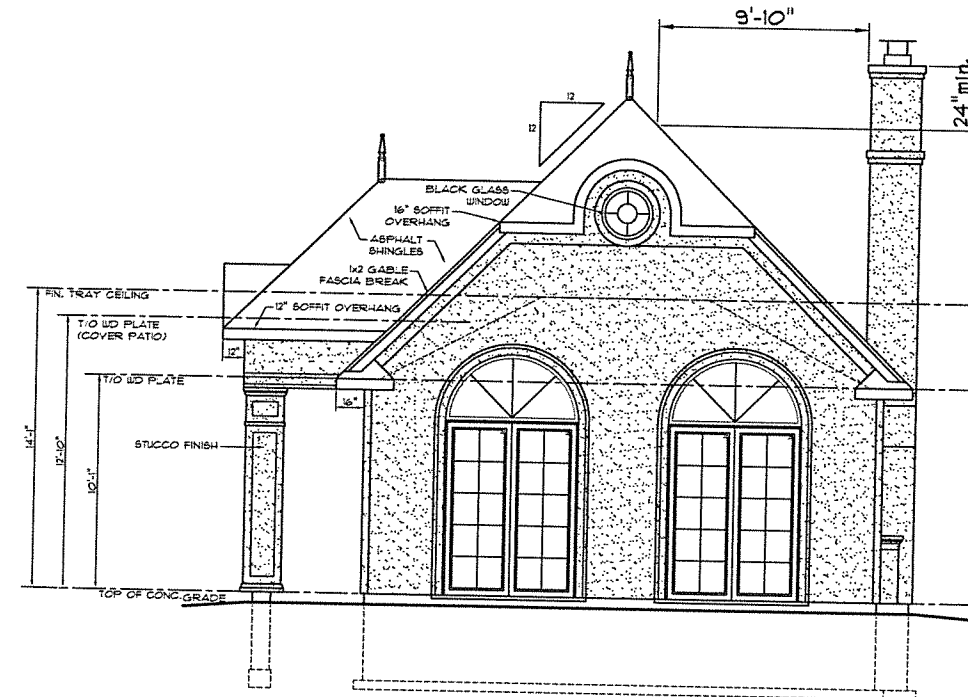 9'-10"
24" min.
12
12
BLACK GLASS
WINDOW
16" SOFFIT
OVERHANG
ASPHALT
SHINGLES
1x2 GABLE
FASCIA BREAK
FIN. TRAY CEILING
12" SOFFIT OVERHANG
T/O WD PLATE
(COVER PATIO)
12"
T/O WD PLATE
16"
STUCCO FINISH
14'-1"
12'-10"
10'-1"
TOP OF CONC.GRADE